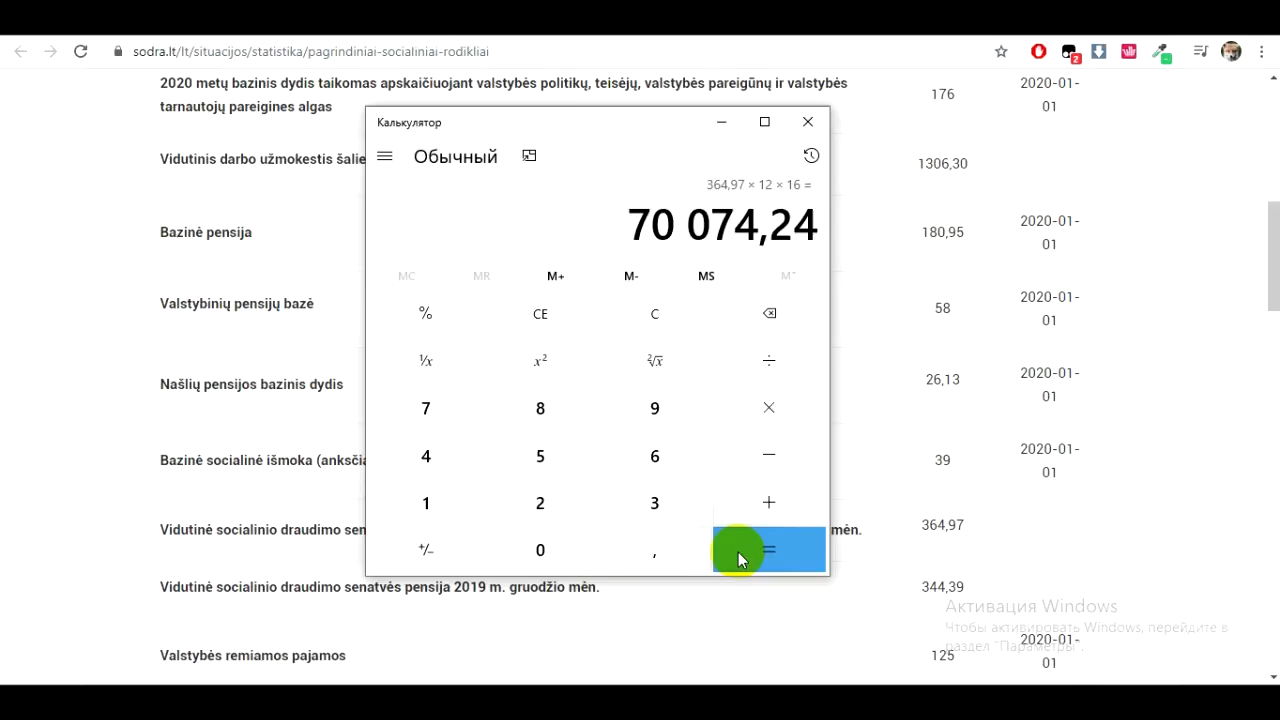 sodra.lt/lt/situacijos/statistika/pagrindiniai-socialiniai-rodikliai
2
2020 metų bazinis dydis taikomas apskaičiuojant valstybės politikų, teisėjų, valstybės pareigūnų ir valstybės
tarnautojų pareigines algas
176
2020-01-
01
Vidutinis darbo užmokestis šalie
1306,30
Bazinė pensija
180,95
2020-01-
01
Valstybinių pensijų bazė
58
2020-01-
01
Našlių pensijos bazinis dydis
26,13
2020-01-
01
Bazinė socialinė išmoka (anksčia
39
2020-01-
01
Vidutinė socialinio draudimo sen
mėn.
364,97
Vidutinė socialinio draudimo senatvės pensija 2019 m. gruodžio mėn.
344,39
Valstybės remiamos pajamos
125
2020-01-
01
Калькулятор
Обычный
364,97 × 12 × 16 =
70 074,24
MC MR M+ M- MS M˅
% CE C
¹⁄x x² ²√x ÷
7 8 9 ×
4 5 6 −
1 2 3 +
+/− 0 , =
Активация Windows
Чтобы активировать Windows, перейдите в
раздел "Параметры".